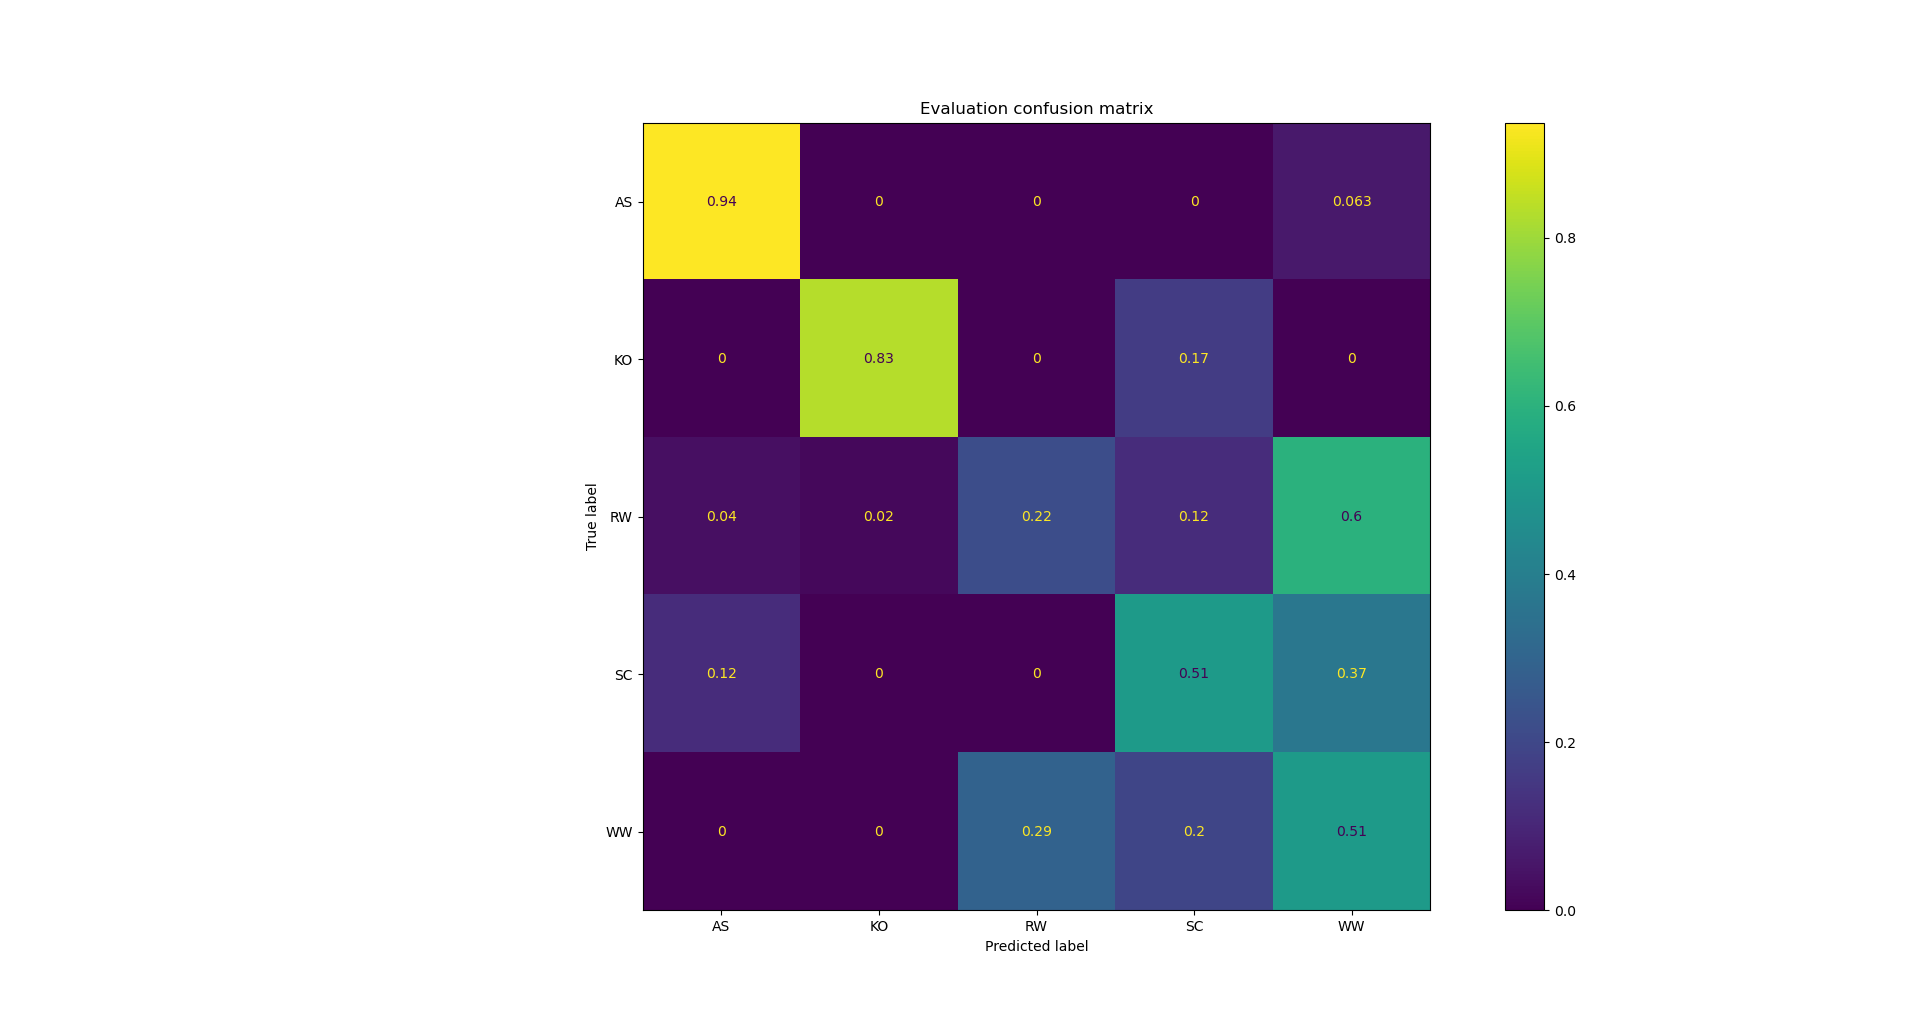 Evaluation confusion matrix
AS 0.94 0 0 0 0.063
KO 0 0.83 0 0.17 0
RW 0.04 0.02 0.22 0.12 0.6
SC 0.12 0 0 0.51 0.37
WW 0 0 0.29 0.2 0.51
AS KO RW SC WW
Predicted label
True label
0.8
0.6
0.4
0.2
0.0